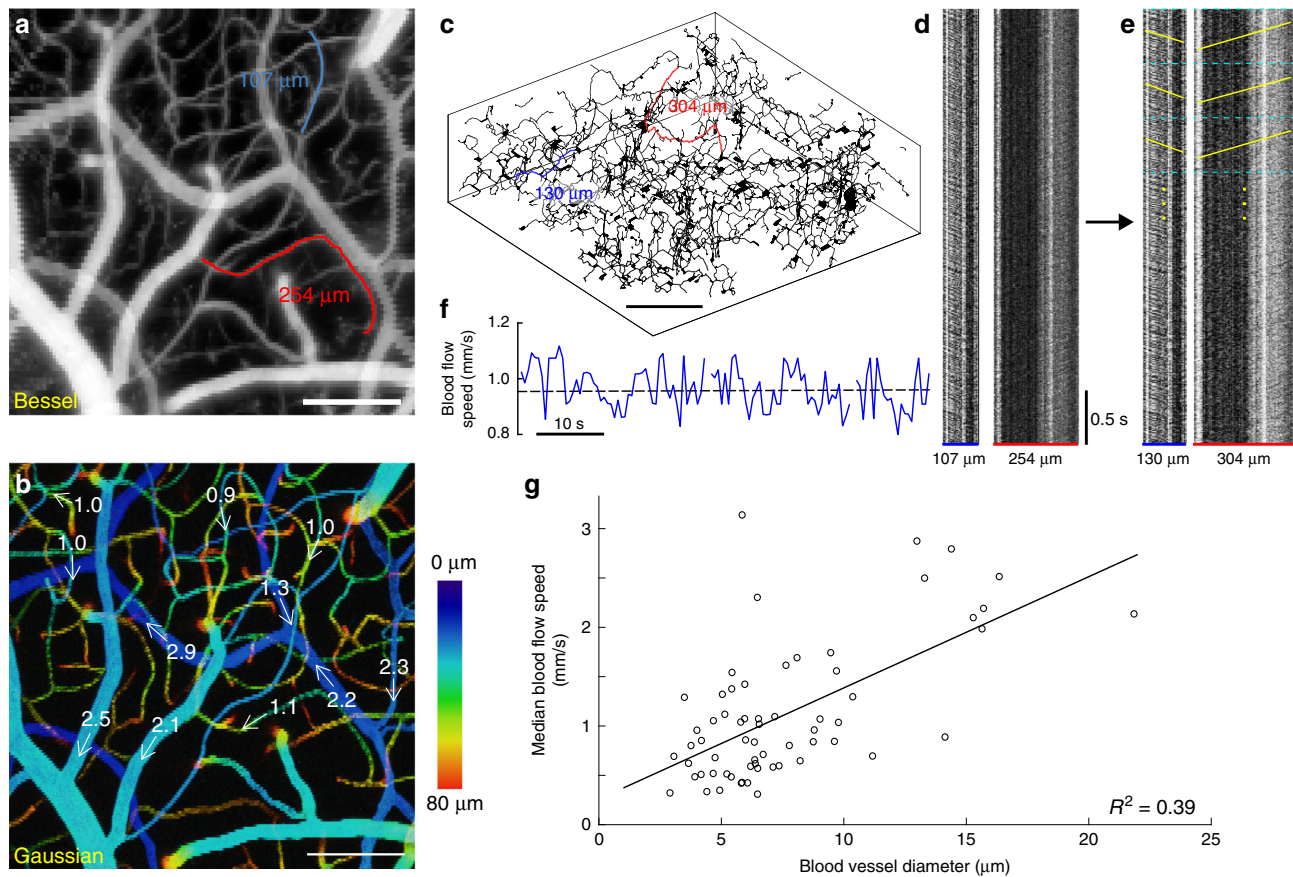 a
107 μm
254 μm
Bessel
b
1.0
0.9
1.0
1.0
1.3
2.9
2.3
2.2
2.5
2.1
1.1
Gaussian
0 μm
80 μm
c
304 μm
130 μm
d
107 μm
254 μm
0.5 s
e
130 μm
304 μm
f
Blood flow
speed (mm/s)
1.2
1.0
0.8
10 s
g
Median blood flow speed
(mm/s)
3
2
1
0
0
5
10
15
20
25
R² = 0.39
Blood vessel diameter (μm)